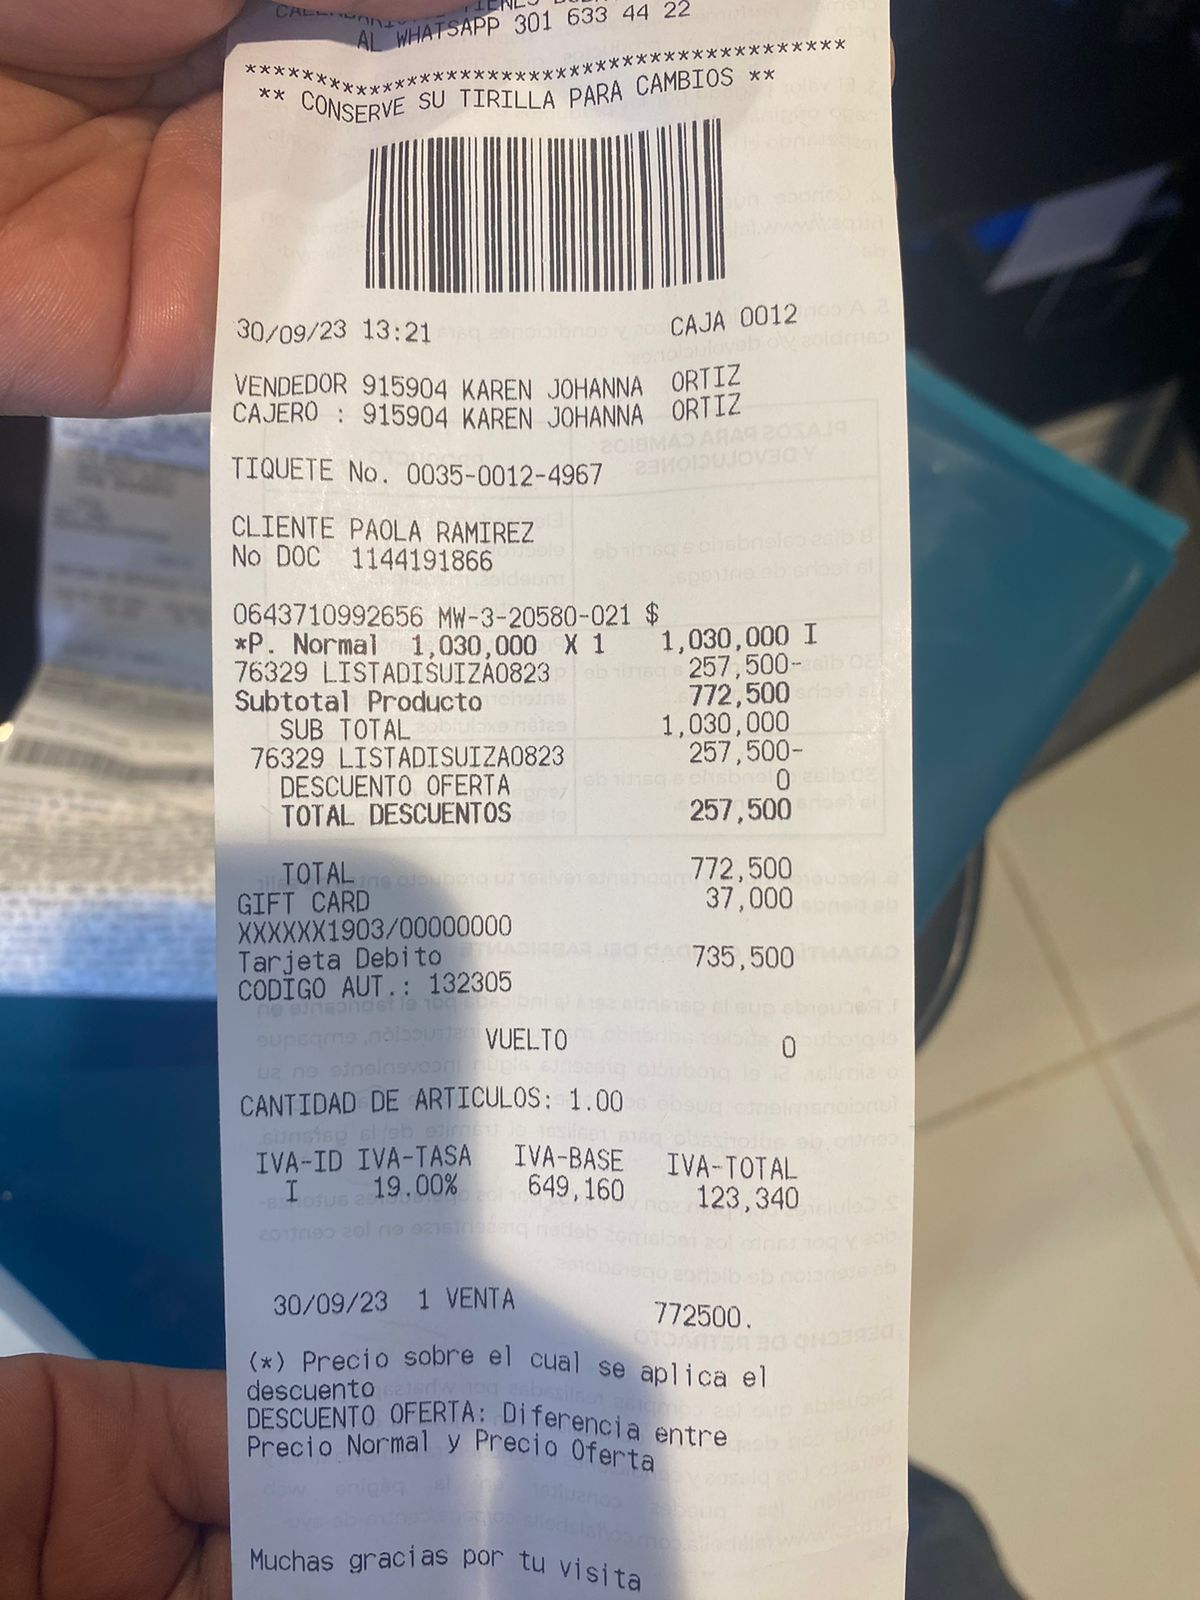 AL WHATSAPP 301 633 44 22
******************************************
** CONSERVE SU TIRILLA PARA CAMBIOS **
30/09/23 13:21 CAJA 0012
VENDEDOR 915904 KAREN JOHANNA ORTIZ
CAJERO : 915904 KAREN JOHANNA ORTIZ
TIQUETE No. 0035-0012-4967
CLIENTE PAOLA RAMIREZ
No DOC 1144191866
0643710992656 MW-3-20580-021 $
*P. Normal 1,030,000 X 1 1,030,000 I
76329 LISTADISUIZA0823 257,500-
Subtotal Producto 772,500
SUB TOTAL 1,030,000
76329 LISTADISUIZA0823 257,500-
DESCUENTO OFERTA 0
TOTAL DESCUENTOS 257,500
TOTAL 772,500
GIFT CARD 37,000
XXXXXX1903/00000000
Tarjeta Debito 735,500
CODIGO AUT.: 132305
VUELTO 0
CANTIDAD DE ARTICULOS: 1.00
IVA-ID IVA-TASA IVA-BASE IVA-TOTAL
I 19.00% 649,160 123,340
30/09/23 1 VENTA 772500.
(*) Precio sobre el cual se aplica el
descuento
DESCUENTO OFERTA: Diferencia entre
Precio Normal y Precio Oferta
Muchas gracias por tu visita